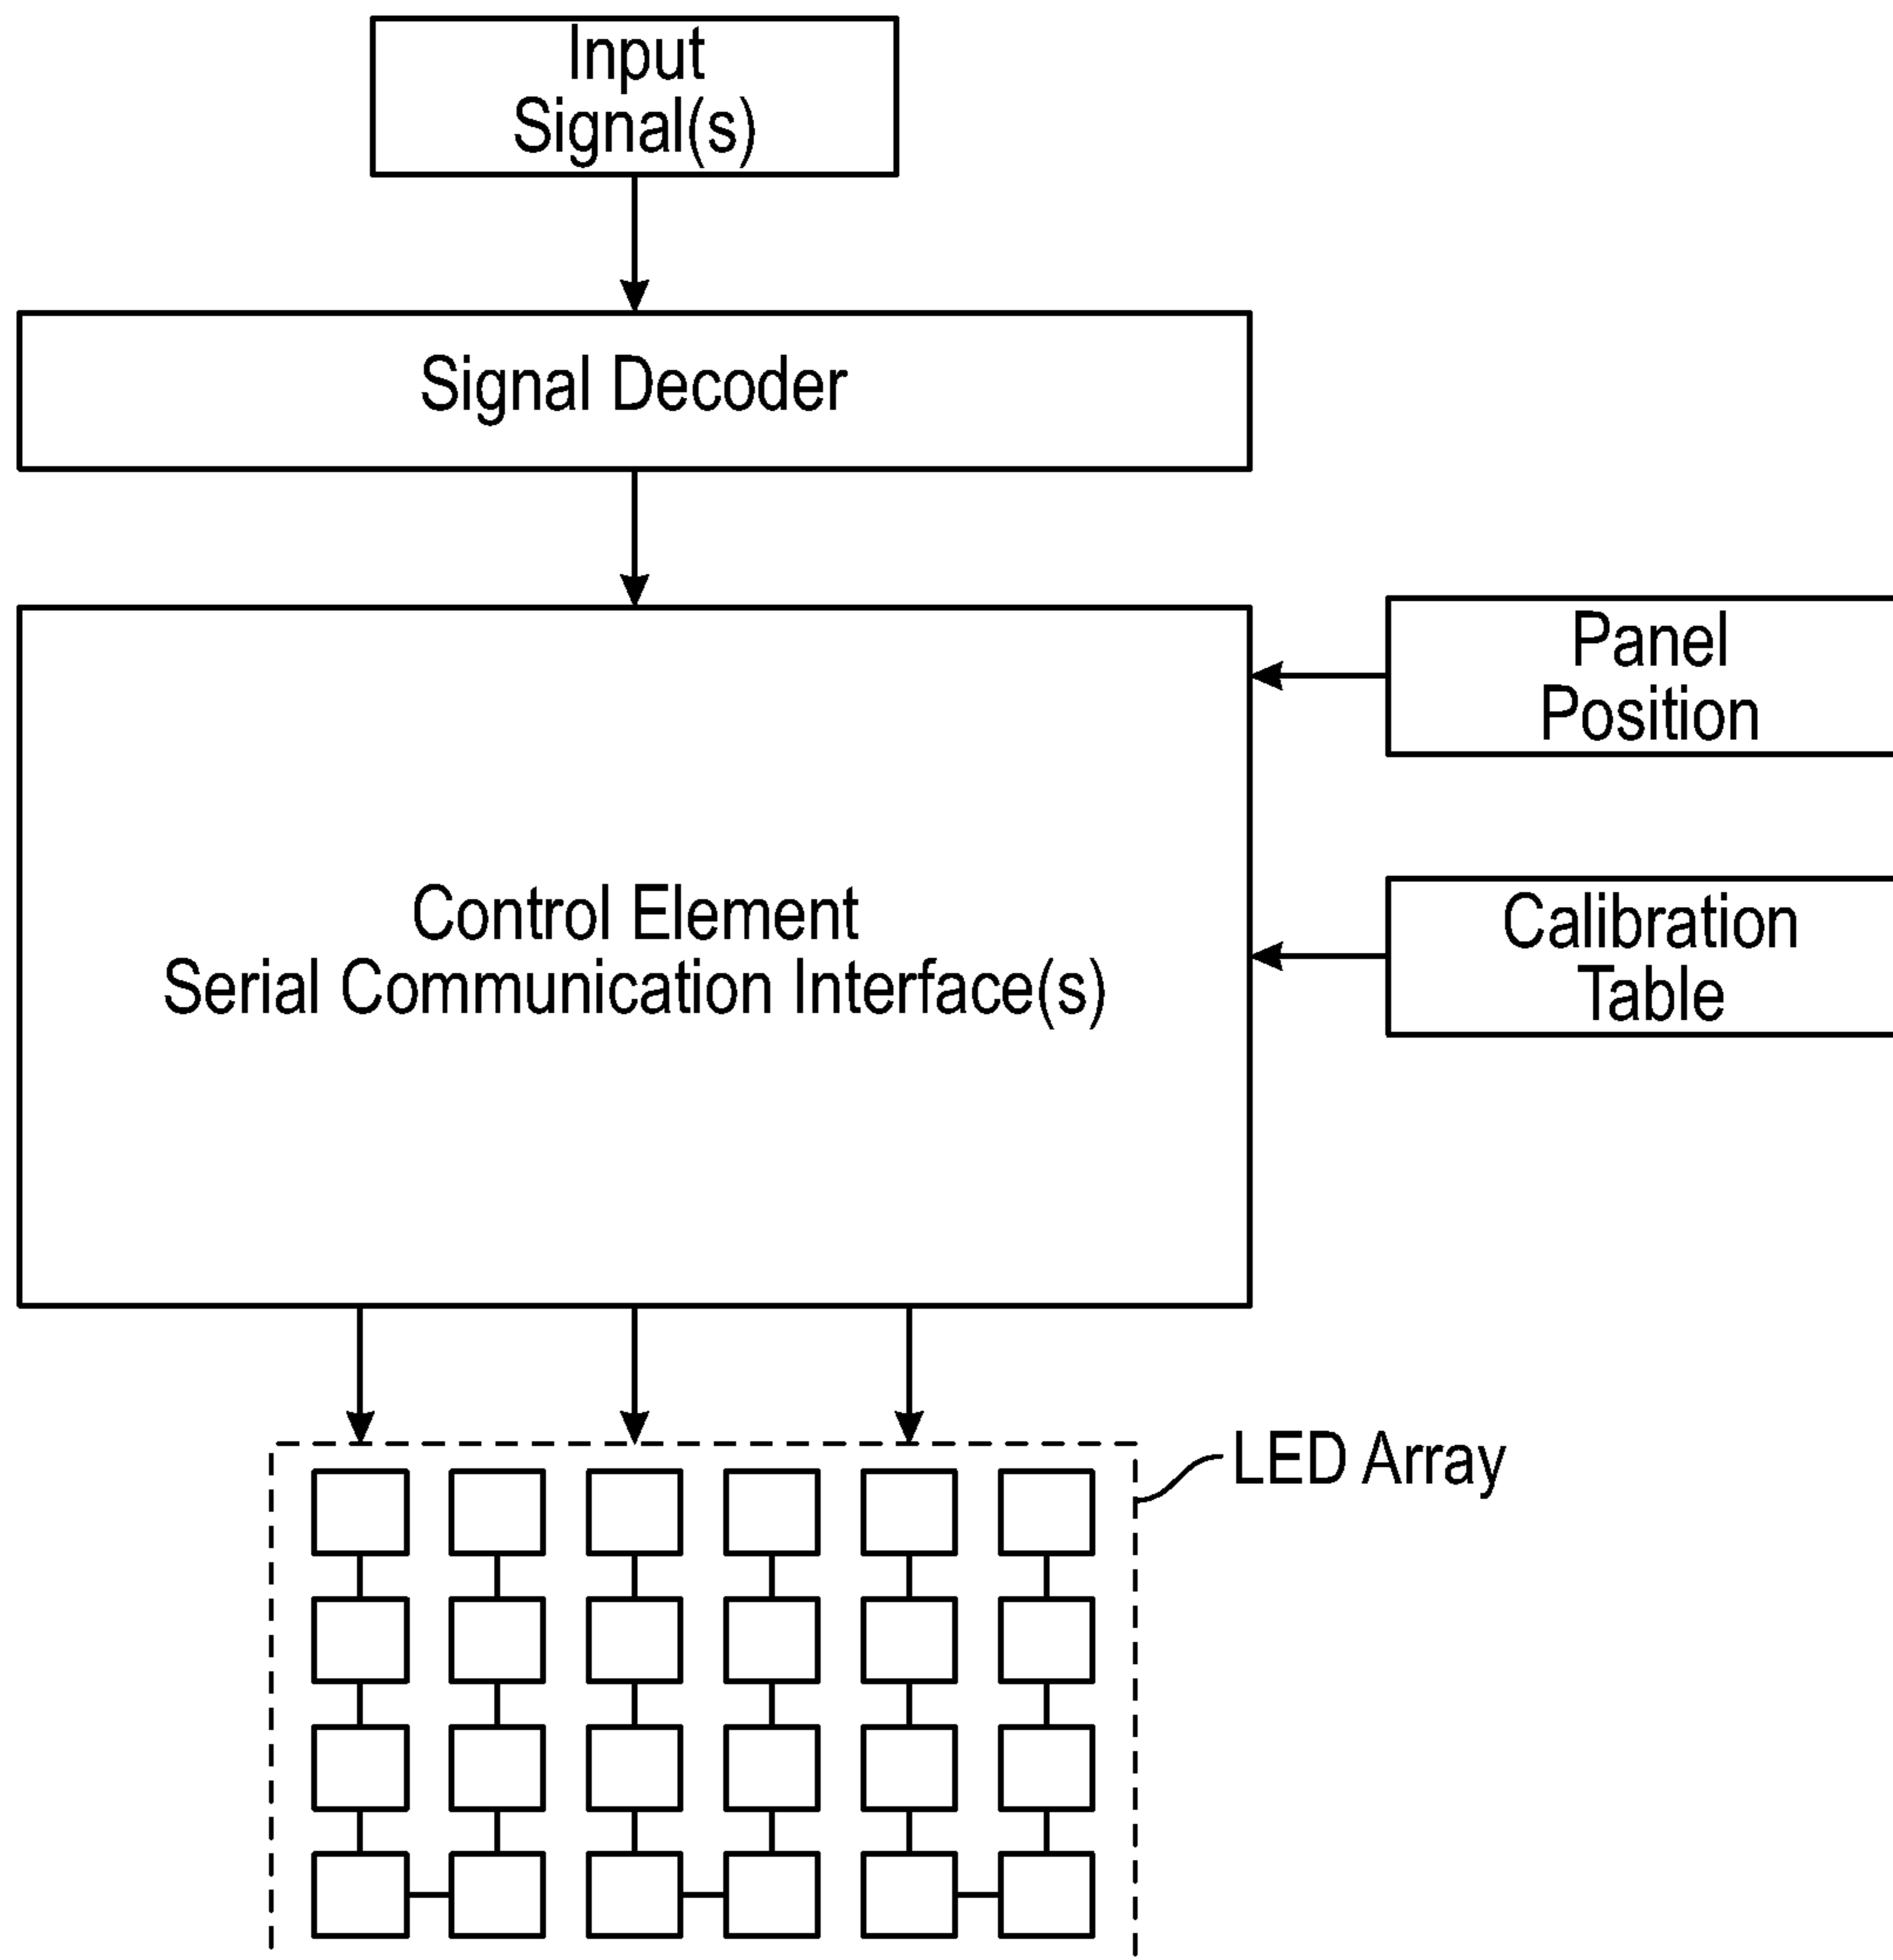 Input
Signal(s)
Signal Decoder
Panel
Position
Control Element
Serial Communication Interface(s)
Calibration
Table
LED Array